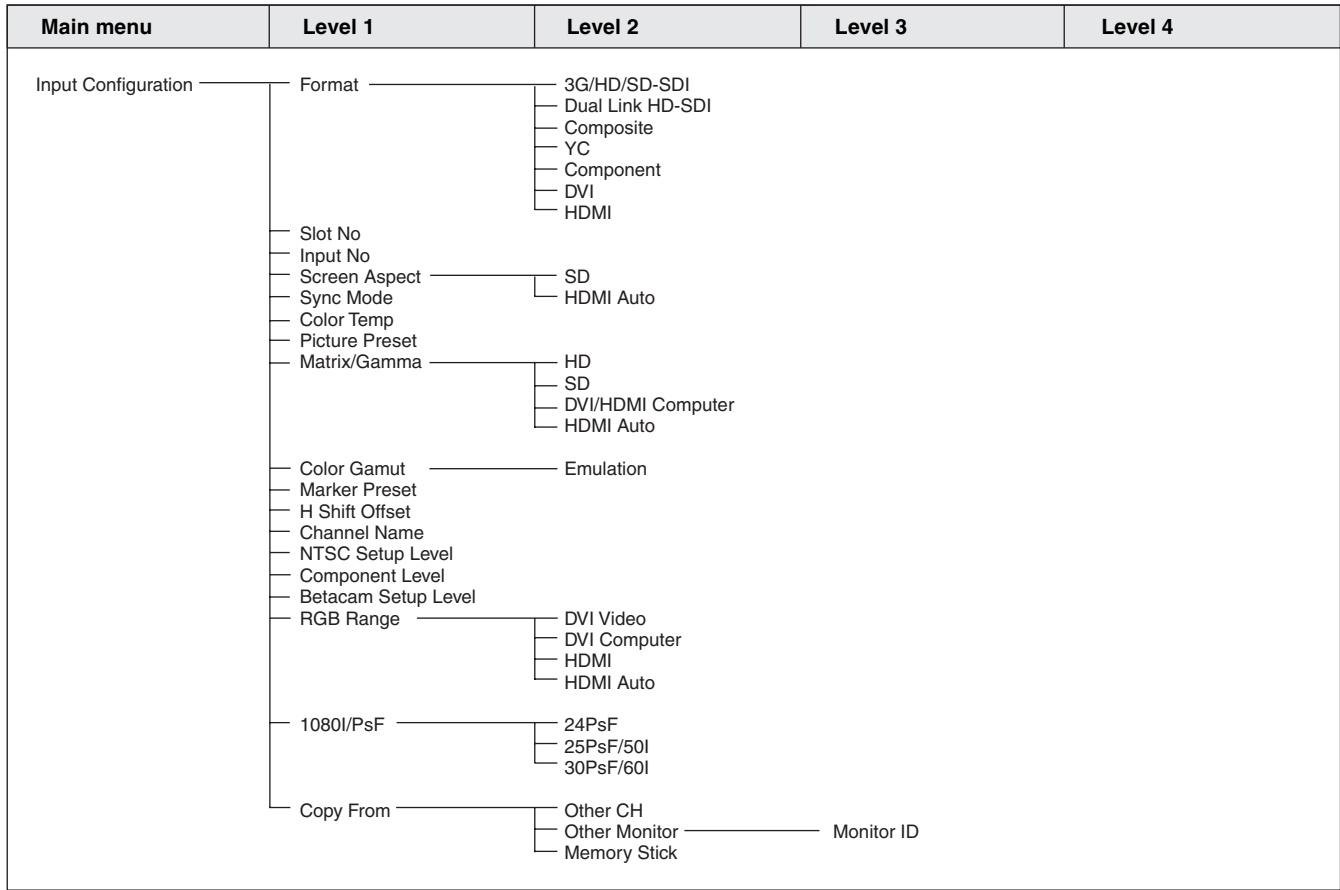 Main menu Level 1 Level 2 Level 3 Level 4
Input Configuration Format 3G/HD/SD-SDI
Dual Link HD-SDI
Composite
YC
Component
DVI
HDMI
Slot No
Input No
Screen Aspect SD
Sync Mode HDMI Auto
Color Temp
Picture Preset
Matrix/Gamma HD
SD
DVI/HDMI Computer
HDMI Auto
Color Gamut Emulation
Marker Preset
H Shift Offset
Channel Name
NTSC Setup Level
Component Level
Betacam Setup Level
RGB Range DVI Video
DVI Computer
HDMI
HDMI Auto
1080I/PsF 24PsF
25PsF/50I
30PsF/60I
Copy From Other CH
Other Monitor Monitor ID
Memory Stick